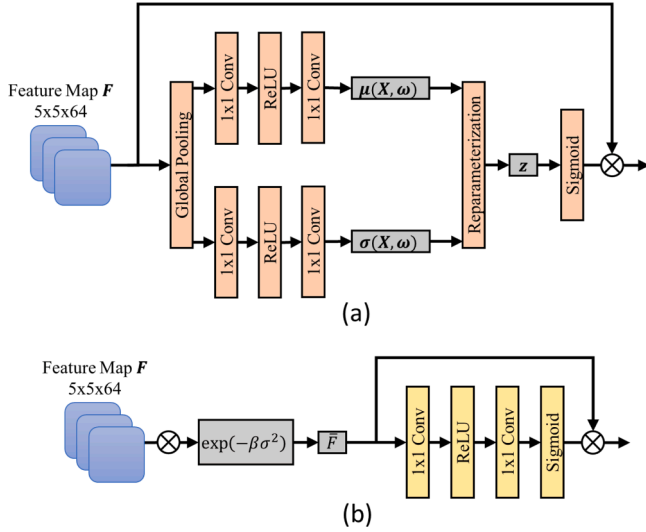 Feature Map F
5x5x64
Global Pooling
1x1 Conv
ReLU
1x1 Conv
μ(X, ω)
1x1 Conv
ReLU
1x1 Conv
σ(X, ω)
Reparameterization
z
Sigmoid
(a)
Feature Map F
5x5x64
exp(−βσ²)
F̄
1x1 Conv
ReLU
1x1 Conv
Sigmoid
(b)